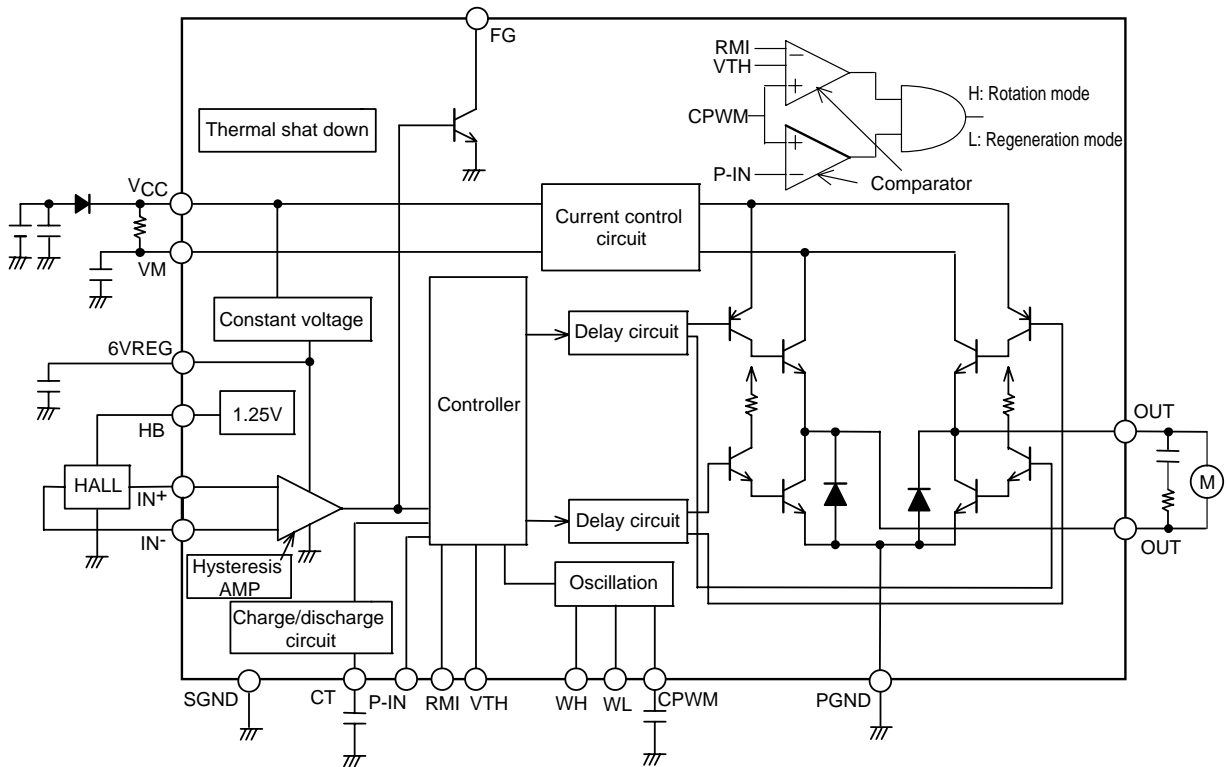 FG
RMI
VTH
CPWM
P-IN
H: Rotation mode
L: Regeneration mode
Comparator
Thermal shat down
VCC
VM
Current control
circuit
Constant voltage
6VREG
1.25V
HB
HALL
IN+
IN-
Hysteresis
AMP
Controller
Delay circuit
Delay circuit
Oscillation
Charge/discharge
circuit
OUT
M
OUT
SGND
CT
P-IN
RMI
VTH
WH
WL
CPWM
PGND
+
-
+
-